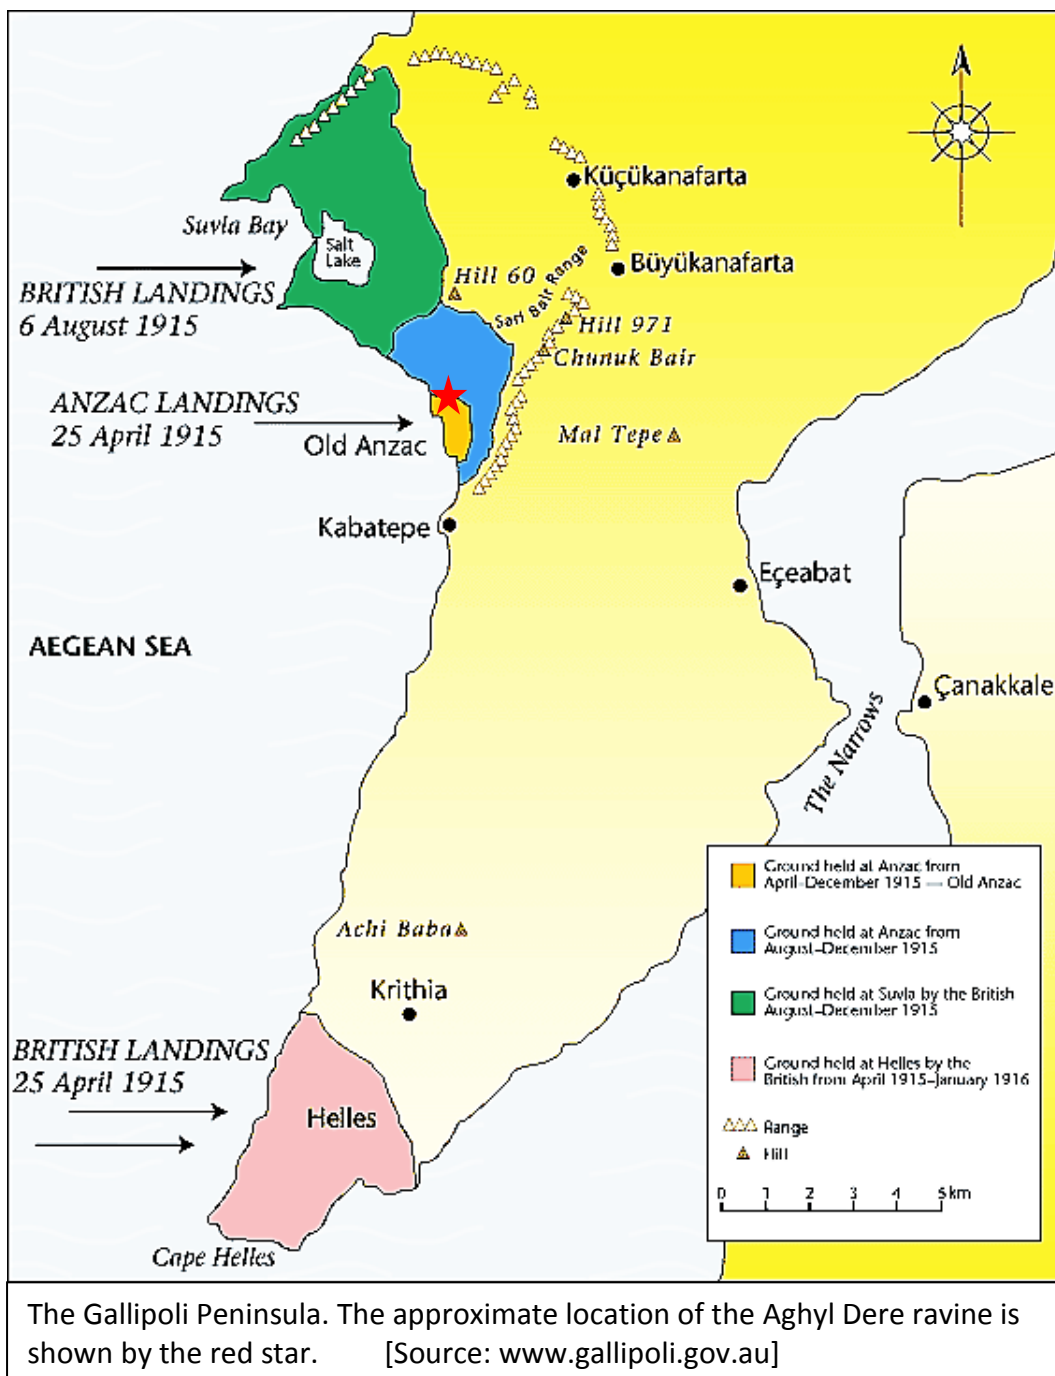 Küçükanafarta
Suvla Bay
Salt
Lake
Büyükanafarta
BRITISH LANDINGS
6 August 1915
Hill 60
Sari Bair Range
Hill 971
Chunuk Bair
ANZAC LANDINGS
25 April 1915
Old Anzac
Mal Tepe
Kabatepe
Eçeabat
AEGEAN SEA
Çanakkale
The Narrows
Ground held at Anzac from
April–December 1915 — Old Anzac
Ground held at Anzac from
August–December 1915
Ground held at Suvla by the British
August–December 1915
Ground held at Helles by the
British from April 1915–January 1916
Range
Hill
0 1 2 3 4 5 km
Achi Baba
Krithia
BRITISH LANDINGS
25 April 1915
Helles
Cape Helles
The Gallipoli Peninsula. The approximate location of the Aghyl Dere ravine is
shown by the red star. [Source: www.gallipoli.gov.au]